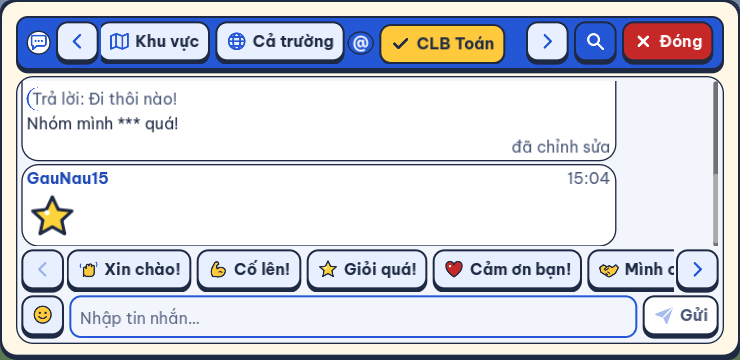 Khu vực Cả trường @ CLB Toán Đóng
Trả lời: Đi thôi nào!
Nhóm mình *** quá!
đã chỉnh sửa
GauNau15 15:04
Xin chào! Cố lên! Giỏi quá! Cảm ơn bạn! Mình
Nhập tin nhắn... Gửi